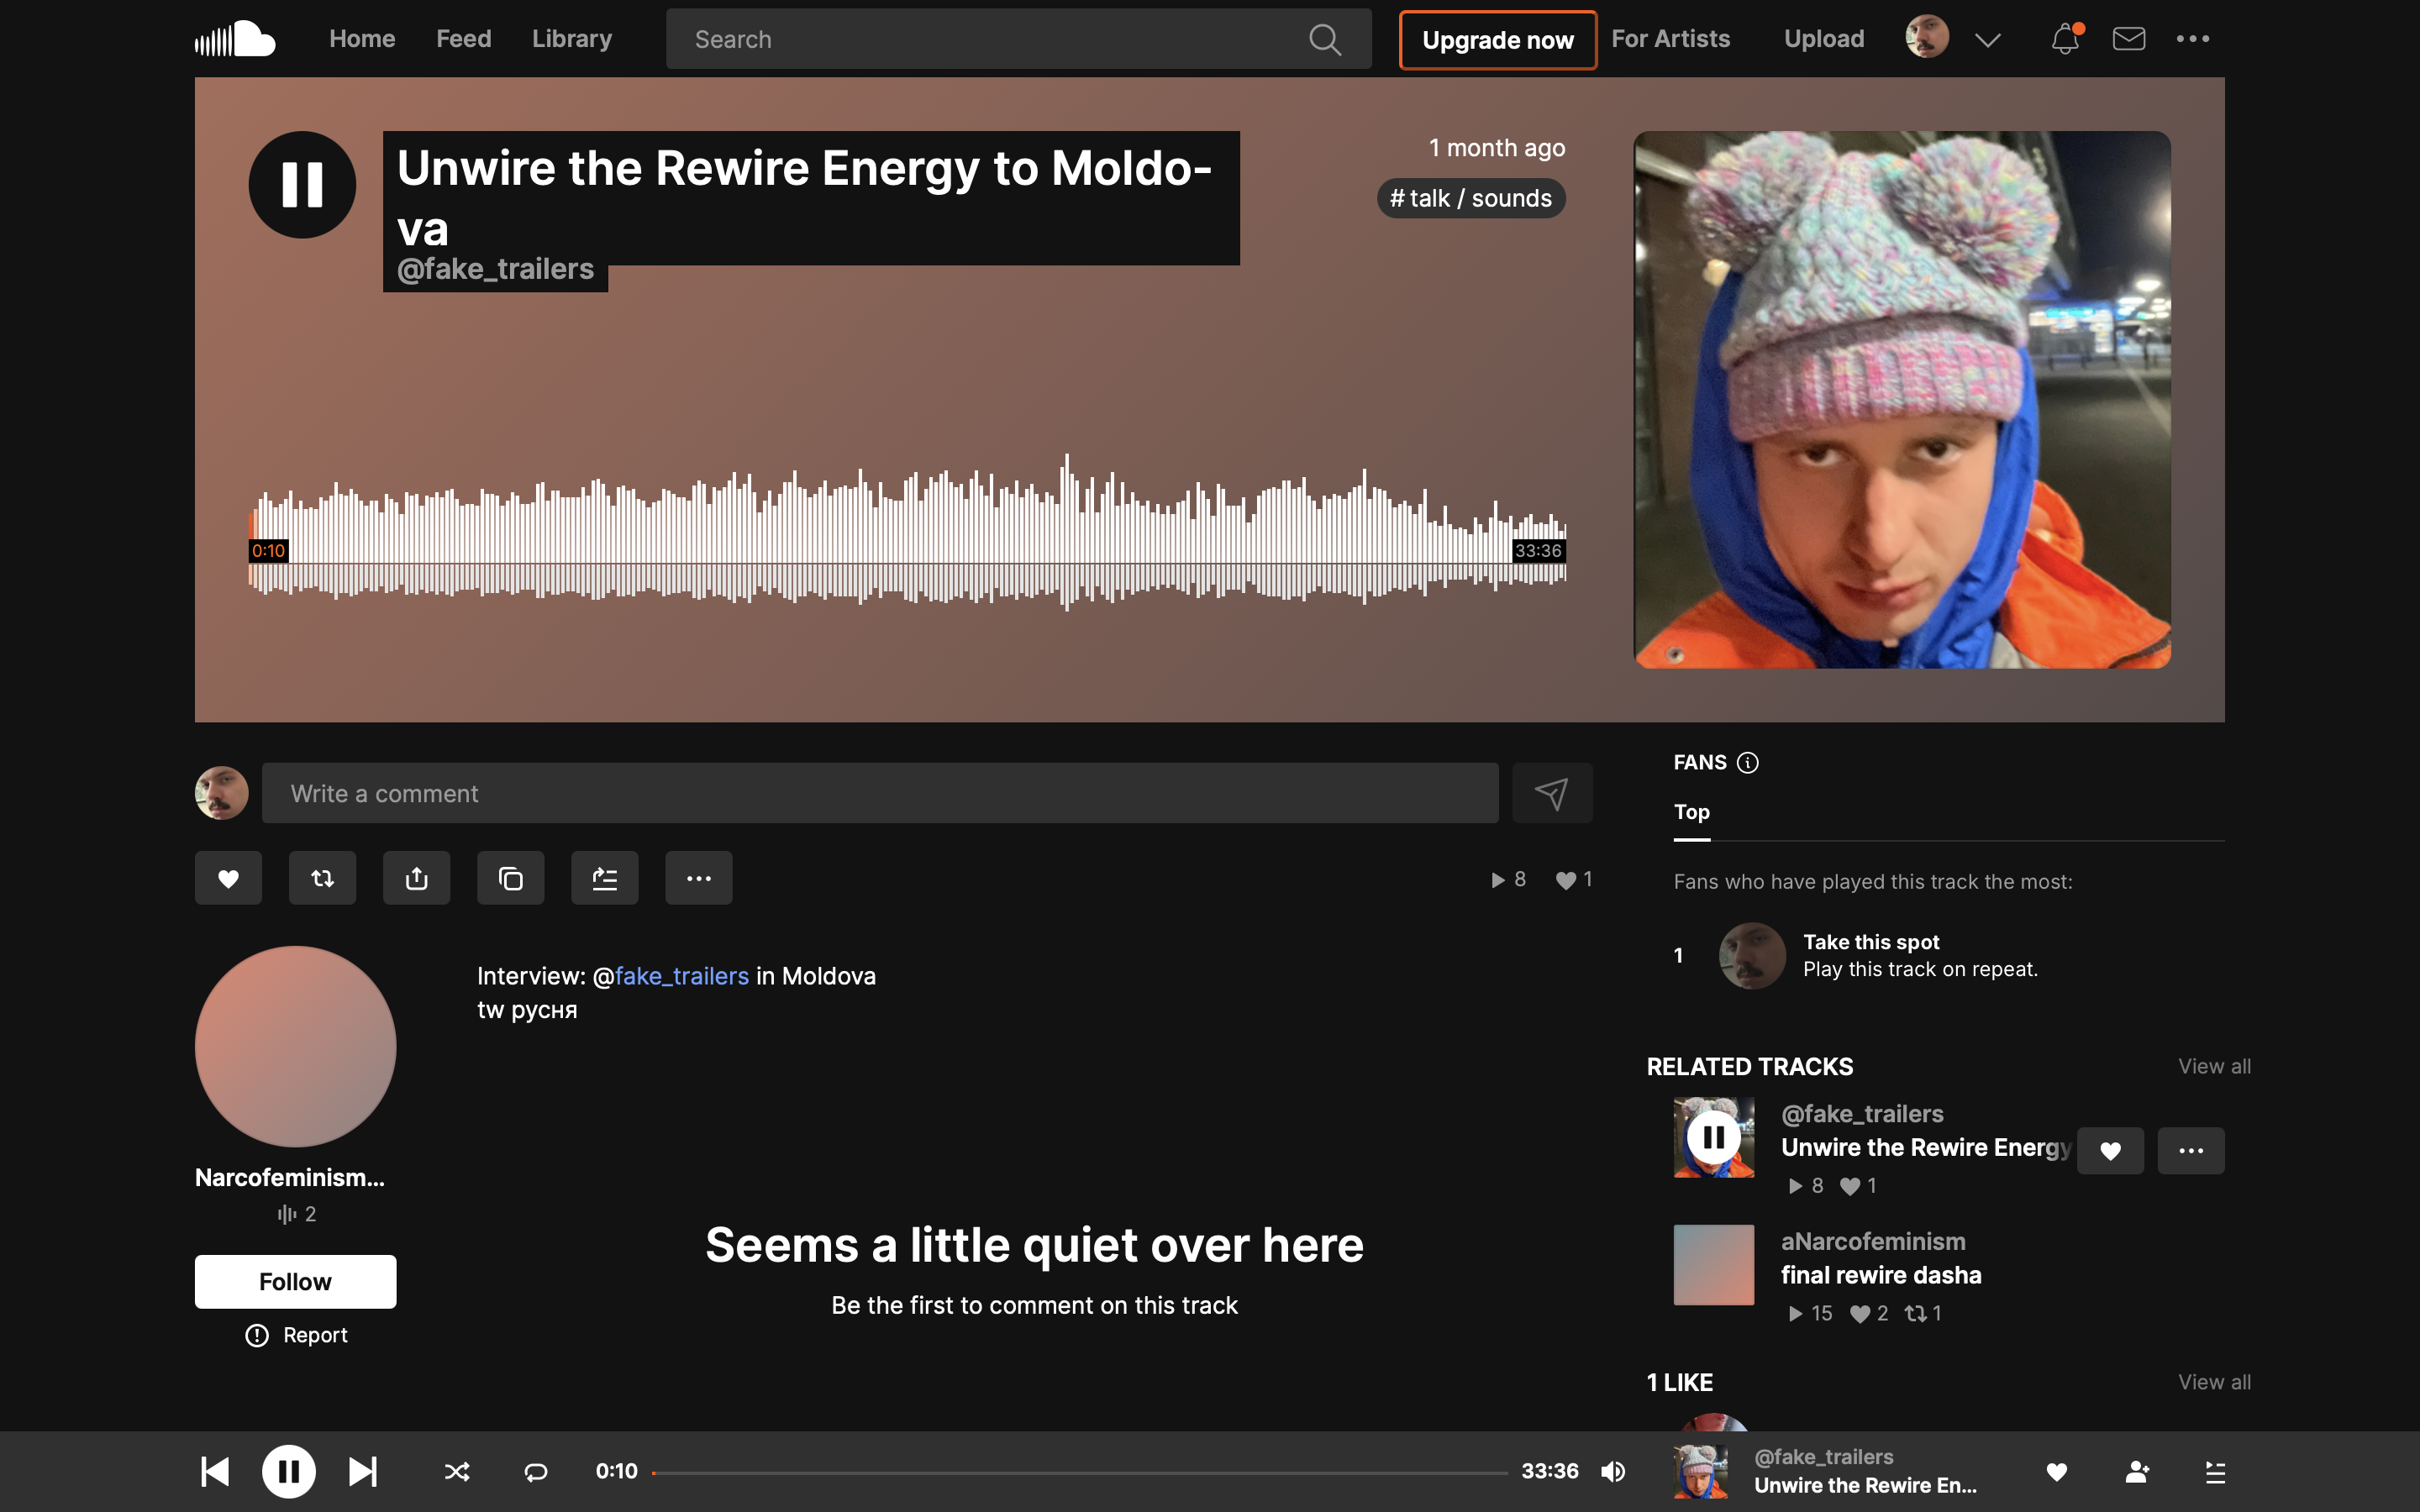 Home
Feed
Library
Search
Upgrade now
For Artists
Upload
Unwire the Rewire Energy to Moldo-
va
@fake_trailers
1 month ago
# talk / sounds
0:10
33:36
Write a comment
8
1
Interview: @fake_trailers in Moldova
tw русня
Narcofeminism...
2
Follow
Report
Seems a little quiet over here
Be the first to comment on this track
FANS
Top
Fans who have played this track the most:
1
Take this spot
Play this track on repeat.
RELATED TRACKS
View all
@fake_trailers
Unwire the Rewire Energy
8
1
aNarcofeminism
final rewire dasha
15
2
1
1 LIKE
View all
0:10
33:36
@fake_trailers
Unwire the Rewire En...